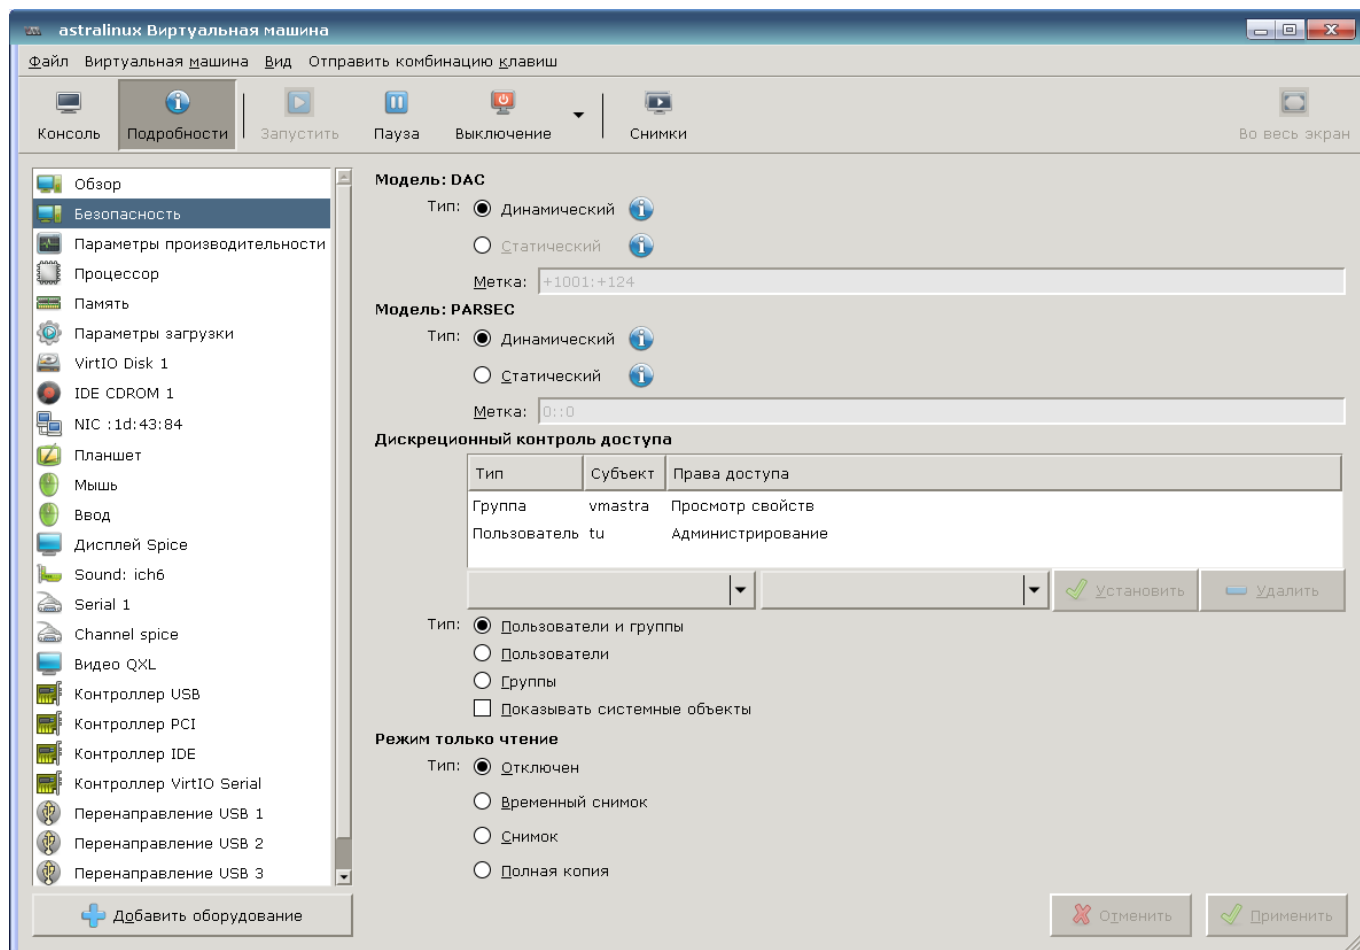 astralinux Виртуальная машина
Файл Виртуальная машина Вид Отправить комбинацию клавиш
Консоль Подробности Запустить Пауза Выключение Снимки Во весь экран
Обзор
Безопасность
Параметры производительности
Процессор
Память
Параметры загрузки
VirtIO Disk 1
IDE CDROM 1
NIC :1d:43:84
Планшет
Мышь
Ввод
Дисплей Spice
Sound: ich6
Serial 1
Channel spice
Видео QXL
Контроллер USB
Контроллер PCI
Контроллер IDE
Контроллер VirtIO Serial
Перенаправление USB 1
Перенаправление USB 2
Перенаправление USB 3
Добавить оборудование
Модель: DAC
Тип: Динамический
Статический
Метка: +1001:+124
Модель: PARSEC
Тип: Динамический
Статический
Метка: 0::0
Дискреционный контроль доступа
Тип Субъект Права доступа
Группа vmastra Просмотр свойств
Пользователь tu Администрирование
Установить Удалить
Тип: Пользователи и группы
Пользователи
Группы
Показывать системные объекты
Режим только чтение
Тип: Отключен
Временный снимок
Снимок
Полная копия
Отменить Применить